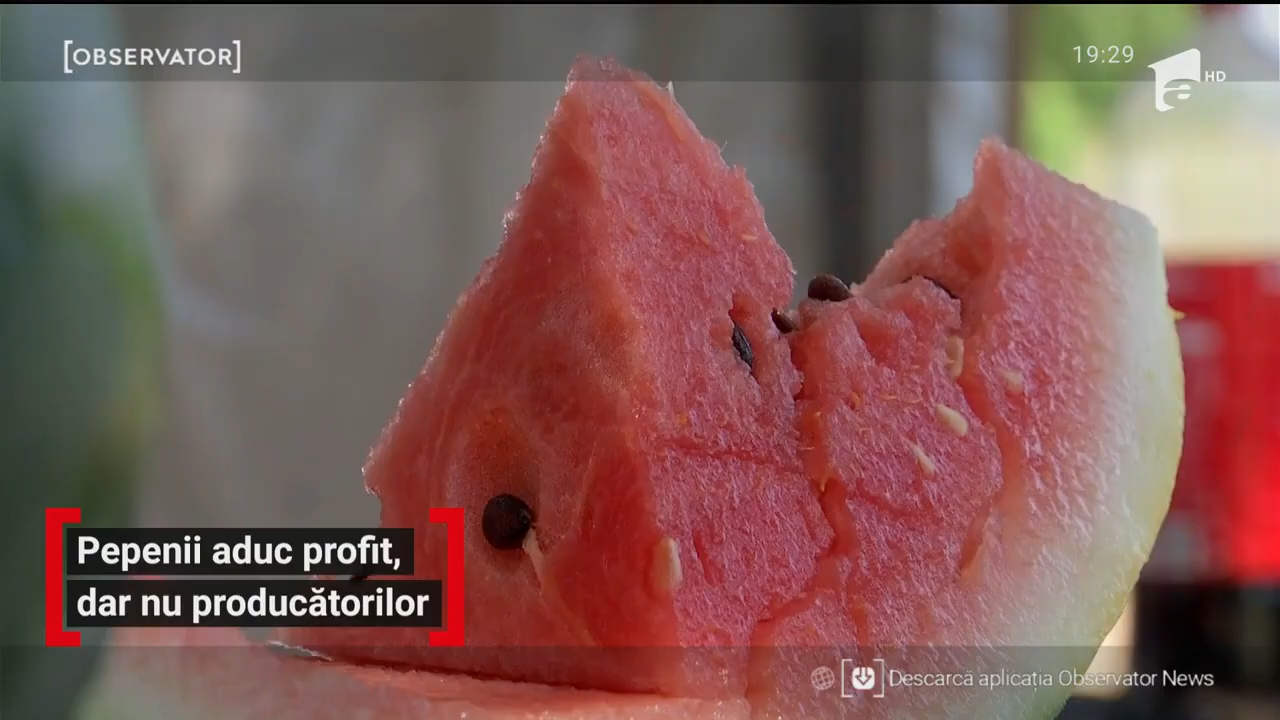 [OBSERVATOR]
19:29
HD
Pepenii aduc profit,
dar nu producătorilor
Descarcă aplicația Observator News